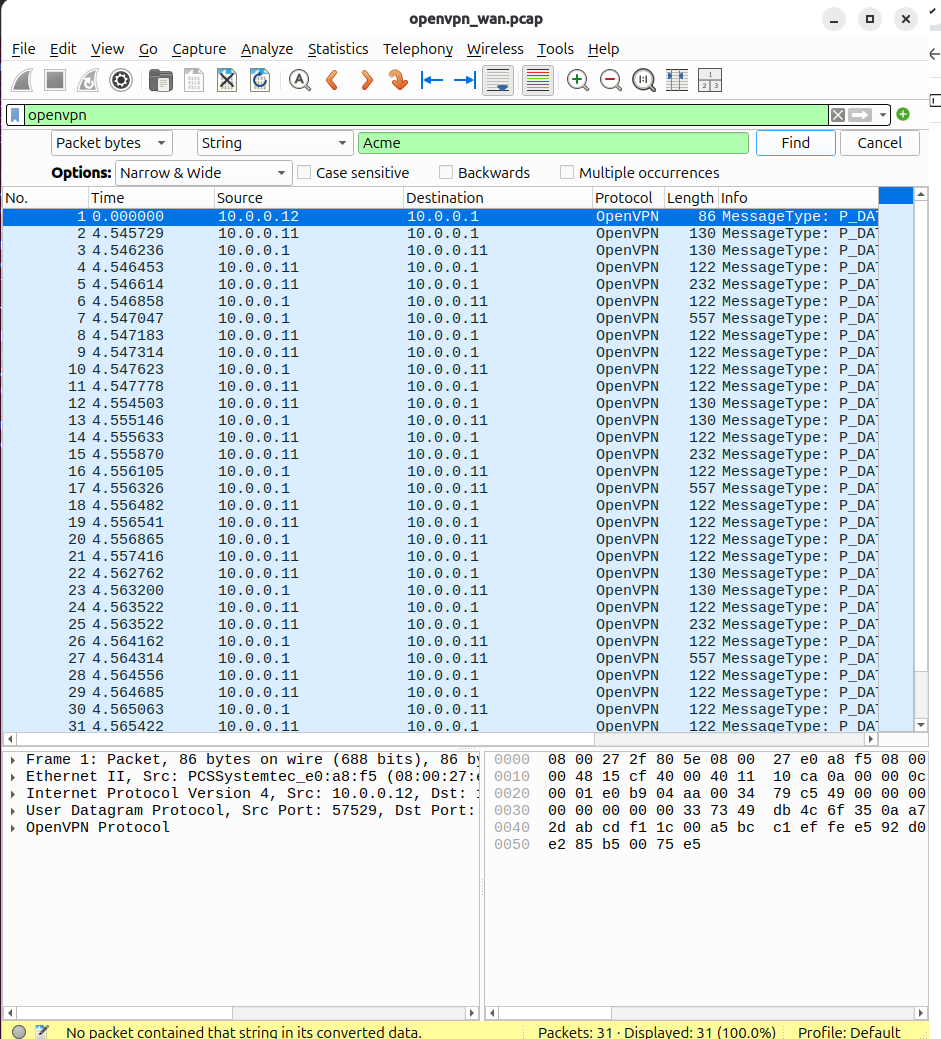 openvpn_wan.pcap
File Edit View Go Capture Analyze Statistics Telephony Wireless Tools Help
openvpn
Packet bytes String Acme Find Cancel
Options: Narrow & Wide Case sensitive Backwards Multiple occurrences
No. Time Source Destination Protocol Length Info
1 0.000000 10.0.0.12 10.0.0.1 OpenVPN 86 MessageType: P_DA
2 4.545729 10.0.0.11 10.0.0.1 OpenVPN 130 MessageType: P_DA
3 4.546236 10.0.0.1 10.0.0.11 OpenVPN 130 MessageType: P_DA
4 4.546453 10.0.0.11 10.0.0.1 OpenVPN 122 MessageType: P_DA
5 4.546614 10.0.0.11 10.0.0.1 OpenVPN 232 MessageType: P_DA
6 4.546858 10.0.0.1 10.0.0.11 OpenVPN 122 MessageType: P_DA
7 4.547047 10.0.0.1 10.0.0.11 OpenVPN 557 MessageType: P_DA
8 4.547183 10.0.0.11 10.0.0.1 OpenVPN 122 MessageType: P_DA
9 4.547314 10.0.0.11 10.0.0.1 OpenVPN 122 MessageType: P_DA
10 4.547623 10.0.0.1 10.0.0.11 OpenVPN 122 MessageType: P_DA
11 4.547778 10.0.0.11 10.0.0.1 OpenVPN 122 MessageType: P_DA
12 4.554503 10.0.0.11 10.0.0.1 OpenVPN 130 MessageType: P_DA
13 4.555146 10.0.0.1 10.0.0.11 OpenVPN 130 MessageType: P_DA
14 4.555633 10.0.0.11 10.0.0.1 OpenVPN 122 MessageType: P_DA
15 4.555870 10.0.0.11 10.0.0.1 OpenVPN 232 MessageType: P_DA
16 4.556105 10.0.0.1 10.0.0.11 OpenVPN 122 MessageType: P_DA
17 4.556326 10.0.0.1 10.0.0.11 OpenVPN 557 MessageType: P_DA
18 4.556482 10.0.0.11 10.0.0.1 OpenVPN 122 MessageType: P_DA
19 4.556541 10.0.0.11 10.0.0.1 OpenVPN 122 MessageType: P_DA
20 4.556865 10.0.0.1 10.0.0.11 OpenVPN 122 MessageType: P_DA
21 4.557416 10.0.0.11 10.0.0.1 OpenVPN 122 MessageType: P_DA
22 4.562762 10.0.0.11 10.0.0.1 OpenVPN 130 MessageType: P_DA
23 4.563200 10.0.0.1 10.0.0.11 OpenVPN 130 MessageType: P_DA
24 4.563522 10.0.0.11 10.0.0.1 OpenVPN 122 MessageType: P_DA
25 4.563522 10.0.0.11 10.0.0.1 OpenVPN 232 MessageType: P_DA
26 4.564162 10.0.0.1 10.0.0.11 OpenVPN 122 MessageType: P_DA
27 4.564314 10.0.0.1 10.0.0.11 OpenVPN 557 MessageType: P_DA
28 4.564556 10.0.0.11 10.0.0.1 OpenVPN 122 MessageType: P_DA
29 4.564685 10.0.0.11 10.0.0.1 OpenVPN 122 MessageType: P_DA
30 4.565063 10.0.0.1 10.0.0.11 OpenVPN 122 MessageType: P_DA
31 4.565422 10.0.0.11 10.0.0.1 OpenVPN 122 MessageType: P_DA
Frame 1: Packet, 86 bytes on wire (688 bits), 86 by
Ethernet II, Src: PCSSystemtec_e0:a8:f5 (08:00:27:e
Internet Protocol Version 4, Src: 10.0.0.12, Dst: 1
User Datagram Protocol, Src Port: 57529, Dst Port:
OpenVPN Protocol
0000 08 00 27 2f 80 5e 08 00 27 e0 a8 f5 08 00
0010 00 48 15 cf 40 00 40 11 10 ca 0a 00 00 0c
0020 00 01 e0 b9 04 aa 00 34 79 c5 49 00 00 00
0030 00 00 00 00 00 33 73 49 db 4c 6f 35 0a a7
0040 2d ab cd f1 1c 00 a5 bc c1 ef fe e5 92 d0
0050 e2 85 b5 00 75 e5
No packet contained that string in its converted data. Packets: 31 · Displayed: 31 (100.0%) Profile: Default